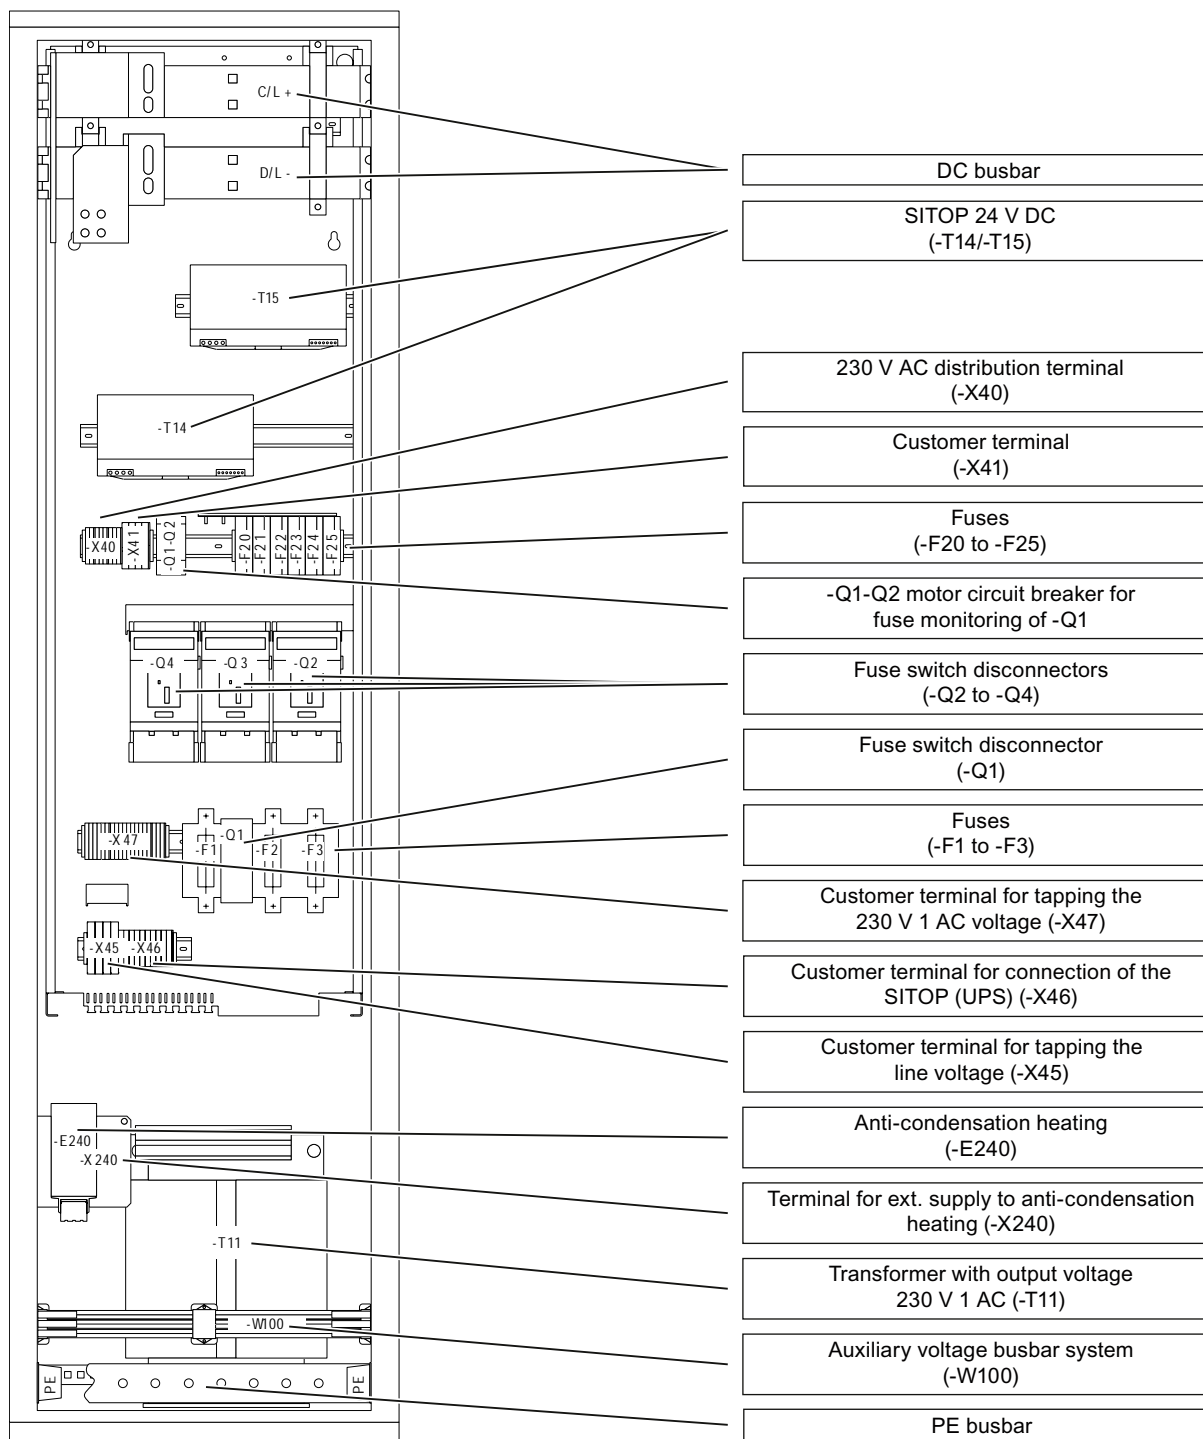 C/L +
D/L -
DC busbar
SITOP 24 V DC
(-T14/-T15)
-T15
230 V AC distribution terminal
(-X40)
-T14
Customer terminal
(-X41)
Fuses
(-F20 to -F25)
-X40
-X41
-Q1-Q2
-F20
-F21
-F22
-F23
-F24
-F25
-Q1-Q2 motor circuit breaker for
fuse monitoring of -Q1
-Q4
-Q3
-Q2
Fuse switch disconnectors
(-Q2 to -Q4)
Fuse switch disconnector
(-Q1)
-X47
-F1
-Q1
-F2
-F3
Fuses
(-F1 to -F3)
Customer terminal for tapping the
230 V 1 AC voltage (-X47)
-X45
-X46
Customer terminal for connection of the
SITOP (UPS) (-X46)
Customer terminal for tapping the
line voltage (-X45)
Anti-condensation heating
(-E240)
-E240
-X240
Terminal for ext. supply to anti-condensation
heating (-X240)
-T11
Transformer with output voltage
230 V 1 AC (-T11)
-W100
Auxiliary voltage busbar system
(-W100)
PE
PE
PE busbar